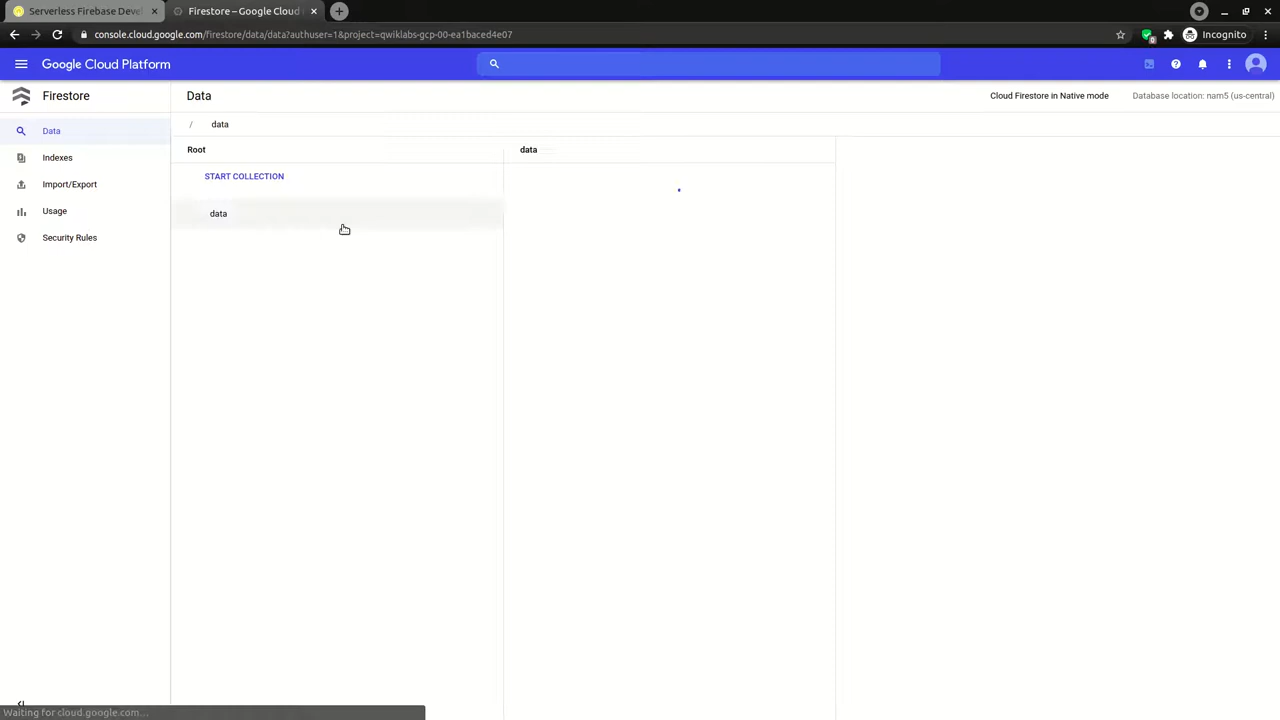 Serverless Firebase Devel
Firestore – Google Cloud
console.cloud.google.com/firestore/data/data?authuser=1&project=qwiklabs-gcp-00-ea1baced4e07
0
Incognito
Google Cloud Platform
Firestore
Data
Cloud Firestore in Native mode
Database location: nam5 (us-central)
/ data
Data
Indexes
Import/Export
Usage
Security Rules
Root
START COLLECTION
data
data
Waiting for cloud.google.com...